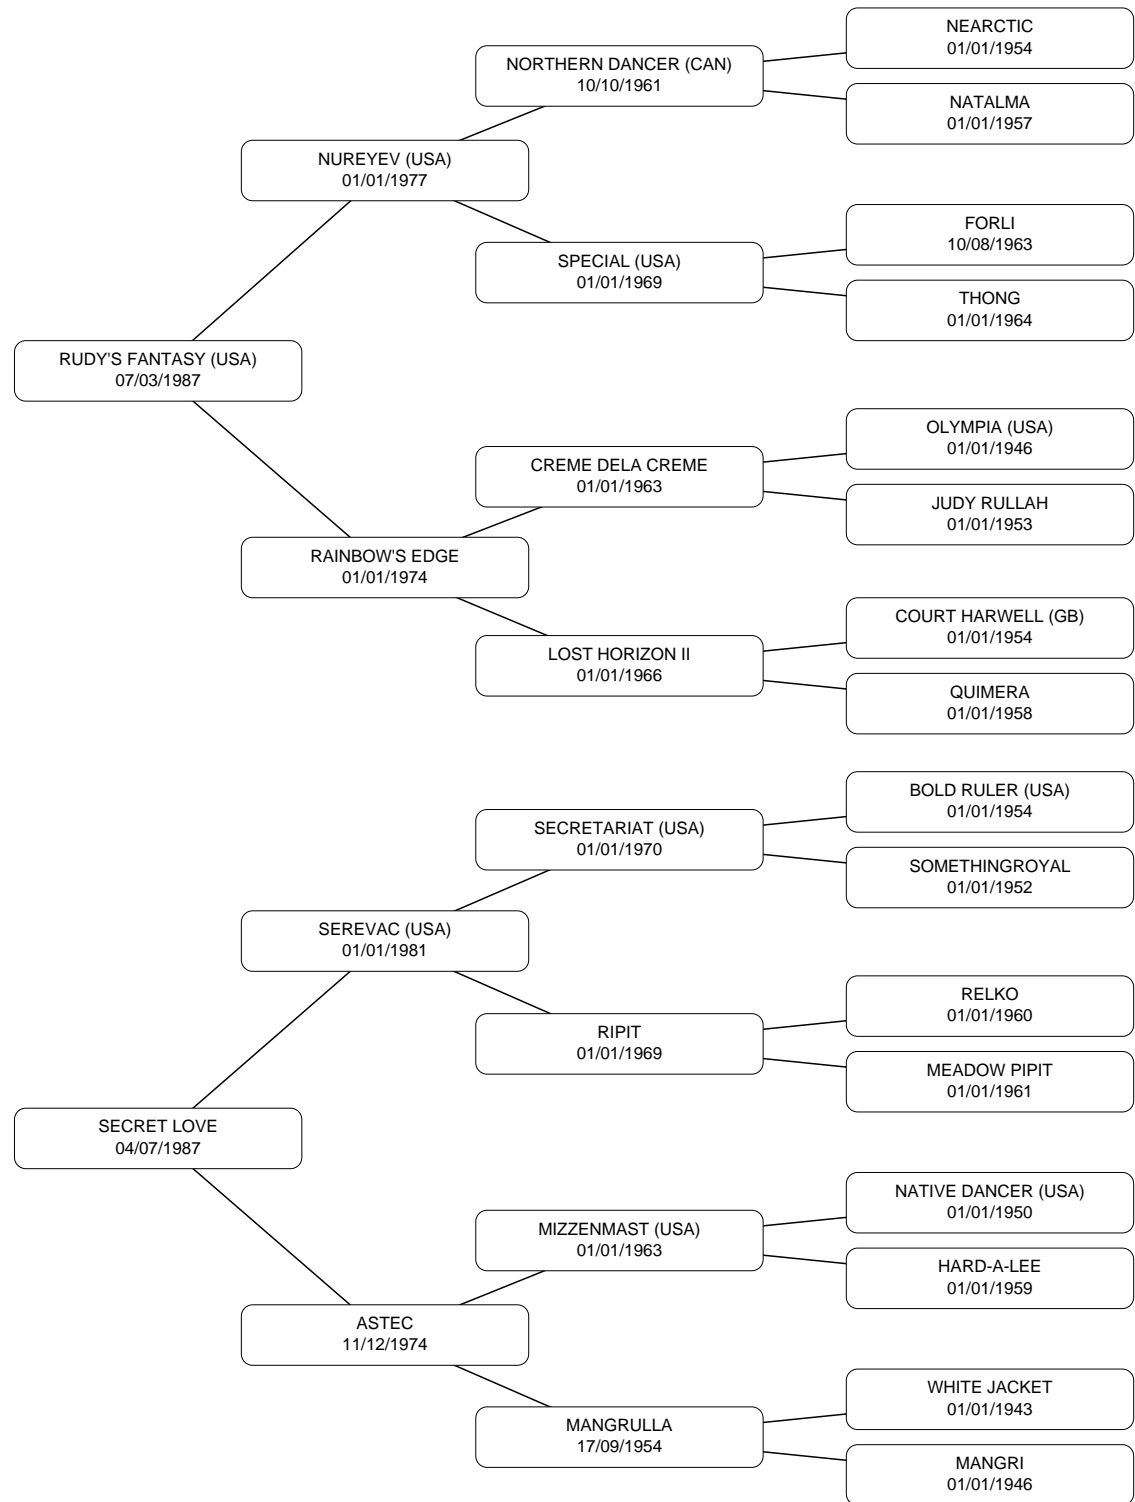 NEARCTIC
01/01/1954
NORTHERN DANCER (CAN)
10/10/1961
NATALMA
01/01/1957
NUREYEV (USA)
01/01/1977
FORLI
10/08/1963
SPECIAL (USA)
01/01/1969
THONG
01/01/1964
RUDY'S FANTASY (USA)
07/03/1987
OLYMPIA (USA)
01/01/1946
CREME DELA CREME
01/01/1963
JUDY RULLAH
01/01/1953
RAINBOW'S EDGE
01/01/1974
COURT HARWELL (GB)
01/01/1954
LOST HORIZON II
01/01/1966
QUIMERA
01/01/1958
BOLD RULER (USA)
01/01/1954
SECRETARIAT (USA)
01/01/1970
SOMETHINGROYAL
01/01/1952
SEREVAC (USA)
01/01/1981
RELKO
01/01/1960
RIPIT
01/01/1969
MEADOW PIPIT
01/01/1961
SECRET LOVE
04/07/1987
NATIVE DANCER (USA)
01/01/1950
MIZZENMAST (USA)
01/01/1963
HARD-A-LEE
01/01/1959
ASTEC
11/12/1974
WHITE JACKET
01/01/1943
MANGRULLA
17/09/1954
MANGRI
01/01/1946